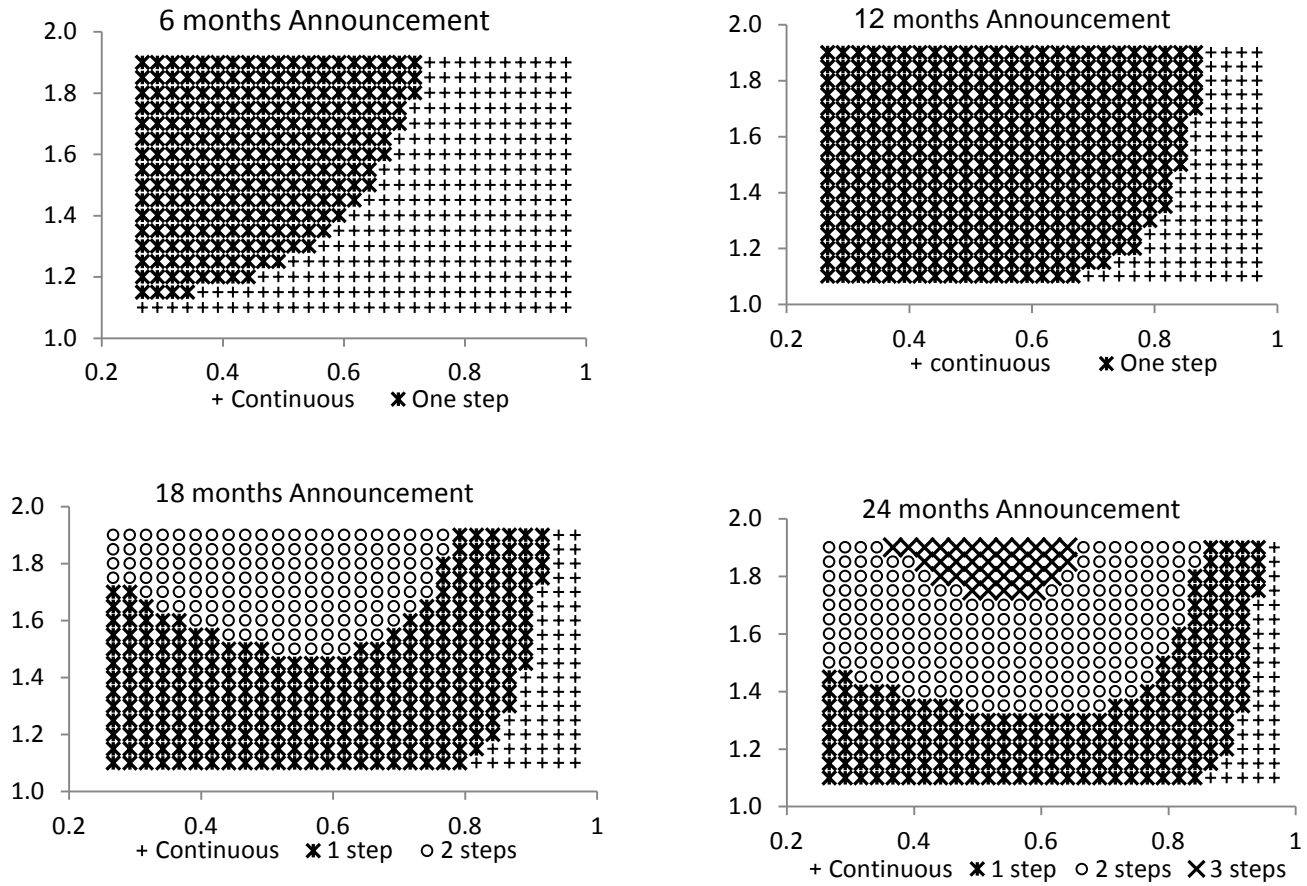 6 months Announcement
2.0
1.8
1.6
1.4
1.2
1.0
0.2 0.4 0.6 0.8 1
+ Continuous ж One step
12 months Announcement
2.0
1.8
1.6
1.4
1.2
1.0
0.2 0.4 0.6 0.8 1
+ continuous ж One step
18 months Announcement
2.0
1.8
1.6
1.4
1.2
1.0
0.2 0.4 0.6 0.8 1
+ Continuous ж 1 step ○ 2 steps
24 months Announcement
2.0
1.8
1.6
1.4
1.2
1.0
0.2 0.4 0.6 0.8 1
+ Continuous ж 1 step ○ 2 steps × 3 steps